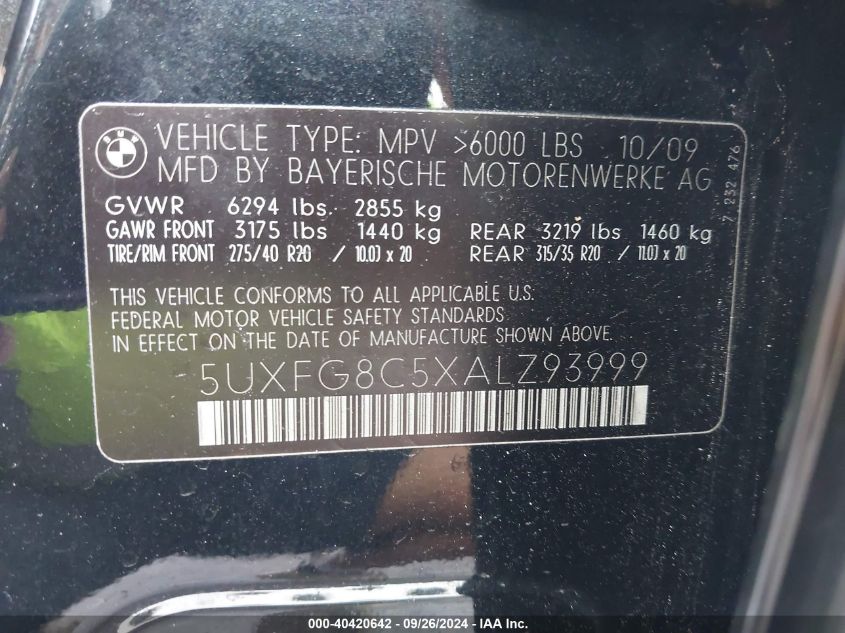 BMW
VEHICLE TYPE: MPV >6000 LBS 10/09
MFD BY BAYERISCHE MOTORENWERKE AG
GVWR 6294 lbs. 2855 kg
GAWR FRONT 3175 lbs 1440 kg REAR 3219 lbs 1460 kg
TIRE/RIM FRONT 275/40 R20 / 10.0J x 20 REAR 315/35 R20 / 11.0J x 20
THIS VEHICLE CONFORMS TO ALL APPLICABLE U.S.
FEDERAL MOTOR VEHICLE SAFETY STANDARDS
IN EFFECT ON THE DATE OF MANUFACTURE SHOWN ABOVE.
5UXFG8C5XALZ93999
7 232 476
000-40420642 - 09/26/2024 - IAAI.com